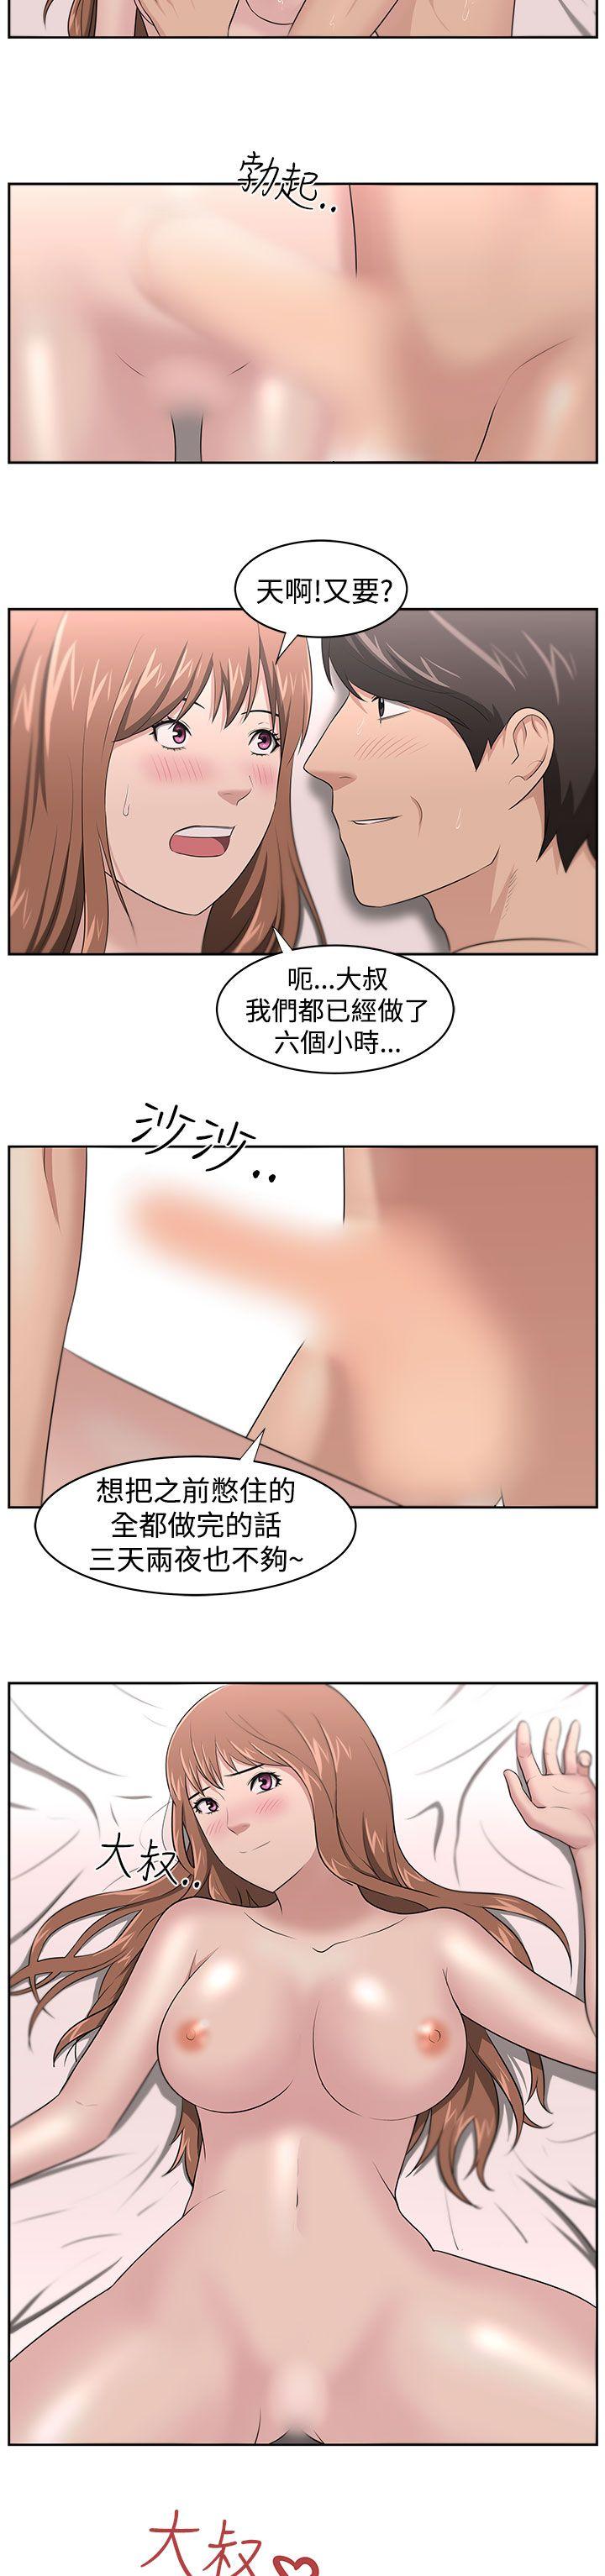 勃起..
天啊!又要?
呃...大叔
我們都已經做了
六個小時...
沙沙..
想把之前憋住的
全都做完的話
三天兩夜也不夠~
大叔..
大叔♡